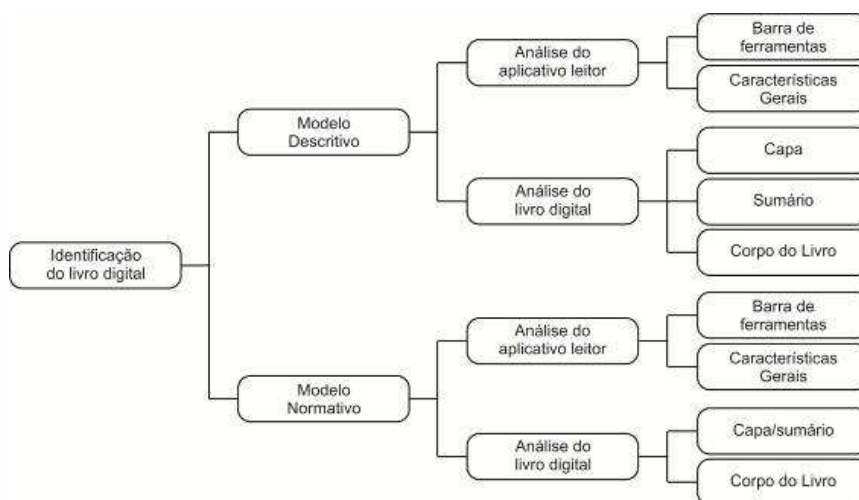 Identificação
do livro digital
Modelo
Descritivo
Análise do
aplicativo leitor
Barra de
ferramentas
Características
Gerais
Análise do
livro digital
Capa
Sumário
Corpo do Livro
Modelo
Normativo
Análise do
aplicativo leitor
Barra de
ferramentas
Características
Gerais
Análise do
livro digital
Capa/sumário
Corpo do Livro